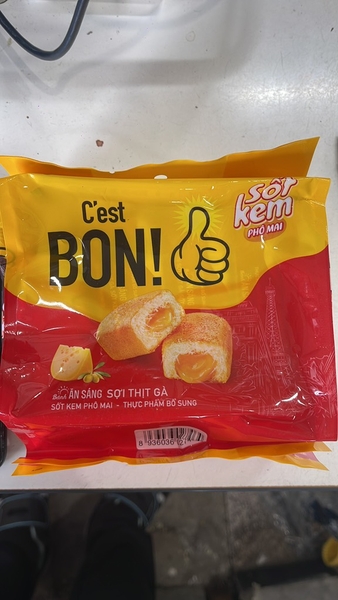 C'est
BON!
sốt
kem
PHÔ MAI
Bánh ĂN SÁNG SỢI THỊT GÀ
SỐT KEM PHÔ MAI - THỰC PHẨM BỔ SUNG